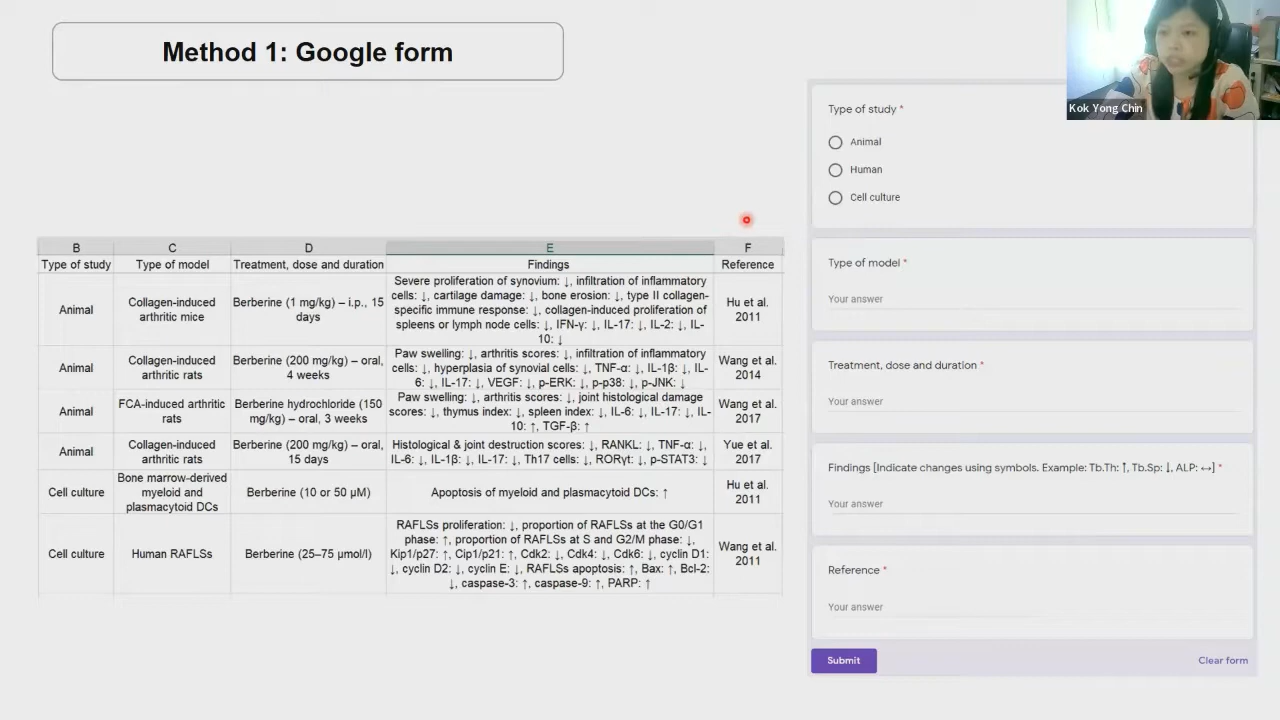 Method 1: Google form
Kok Yong Chin
B C D E F
Type of study Type of model Treatment, dose and duration Findings Reference
Animal
Collagen-induced
arthritic mice
Berberine (1 mg/kg) – i.p., 15
days
Severe proliferation of synovium: ↓, infiltration of inflammatory
cells: ↓, cartilage damage: ↓, bone erosion: ↓, type II collagen-
specific immune response: ↓, collagen-induced proliferation of
spleens or lymph node cells: ↓, IFN-γ: ↓, IL-17: ↓, IL-2: ↓, IL-
10: ↓
Hu et al.
2011
Animal
Collagen-induced
arthritic rats
Berberine (200 mg/kg) – oral,
4 weeks
Paw swelling: ↓, arthritis scores: ↓, infiltration of inflammatory
cells: ↓, hyperplasia of synovial cells: ↓, TNF-α: ↓, IL-1β: ↓, IL-
6: ↓, IL-17: ↓, VEGF: ↓, p-ERK: ↓, p-p38: ↓, p-JNK: ↓
Wang et al.
2014
Animal
FCA-induced arthritic
rats
Berberine hydrochloride (150
mg/kg) – oral, 3 weeks
Paw swelling: ↓, arthritis scores: ↓, joint histological damage
scores: ↓, thymus index: ↓, spleen index: ↓, IL-6: ↓, IL-17: ↓, IL-
10: ↑, TGF-β: ↑
Wang et al.
2017
Animal
Collagen-induced
arthritic rats
Berberine (200 mg/kg) – oral,
15 days
Histological & joint destruction scores: ↓, RANKL: ↓, TNF-α: ↓,
IL-6: ↓, IL-1β: ↓, IL-17: ↓, Th17 cells: ↓, RORγt: ↓, p-STAT3: ↓
Yue et al.
2017
Cell culture
Bone marrow-derived
myeloid and
plasmacytoid DCs
Berberine (10 or 50 μM)
Apoptosis of myeloid and plasmacytoid DCs: ↑
Hu et al.
2011
Cell culture
Human RAFLSs
Berberine (25–75 μmol/l)
RAFLSs proliferation: ↓, proportion of RAFLSs at the G0/G1
phase: ↑, proportion of RAFLSs at S and G2/M phase: ↓,
Kip1/p27: ↑, Cip1/p21: ↑, Cdk2: ↓, Cdk4: ↓, Cdk6: ↓, cyclin D1:
↓, cyclin D2: ↓, cyclin E: ↓, RAFLSs apoptosis: ↑, Bax: ↑, Bcl-2:
↓, caspase-3: ↑, caspase-9: ↑, PARP: ↑
Wang et al.
2011
Type of study *
Animal
Human
Cell culture
Type of model *
Your answer
Treatment, dose and duration *
Your answer
Findings [Indicate changes using symbols. Example: Tb.Th: ↑, Tb.Sp: ↓, ALP: ↔] *
Your answer
Reference *
Your answer
Submit
Clear form